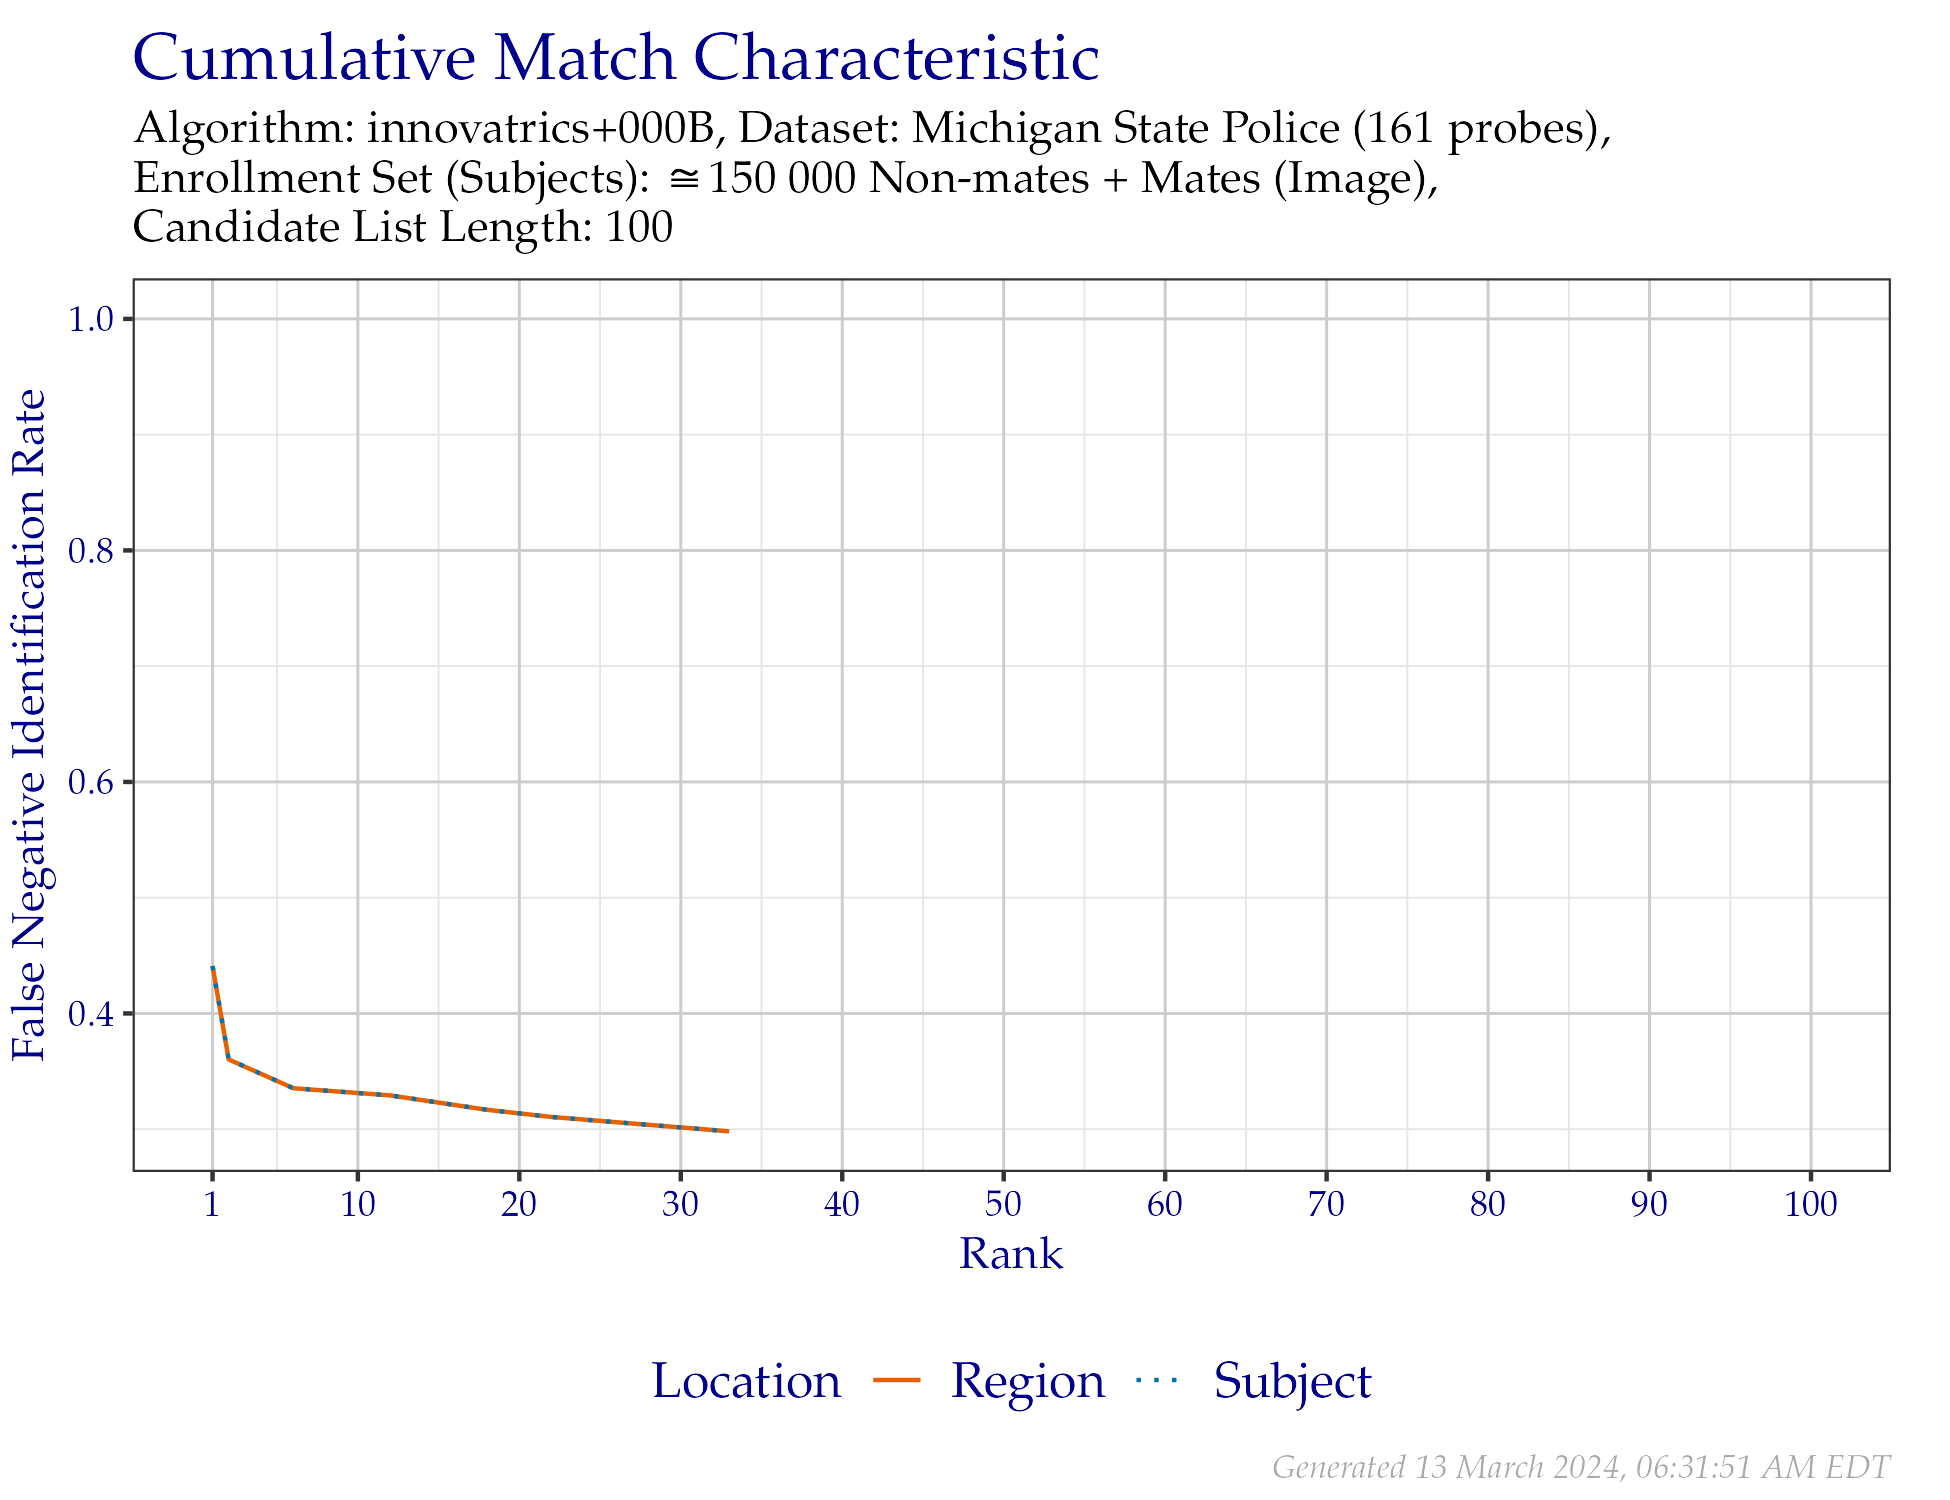 Cumulative Match Characteristic
Algorithm: innovatrics+000B, Dataset: Michigan State Police (161 probes),
Enrollment Set (Subjects): ≅ 150 000 Non-mates + Mates (Image),
Candidate List Length: 100
False Negative Identification Rate
1.0
0.8
0.6
0.4
1 10 20 30 40 50 60 70 80 90 100
Rank
Location Region Subject
Generated 13 March 2024, 06:31:51 AM EDT